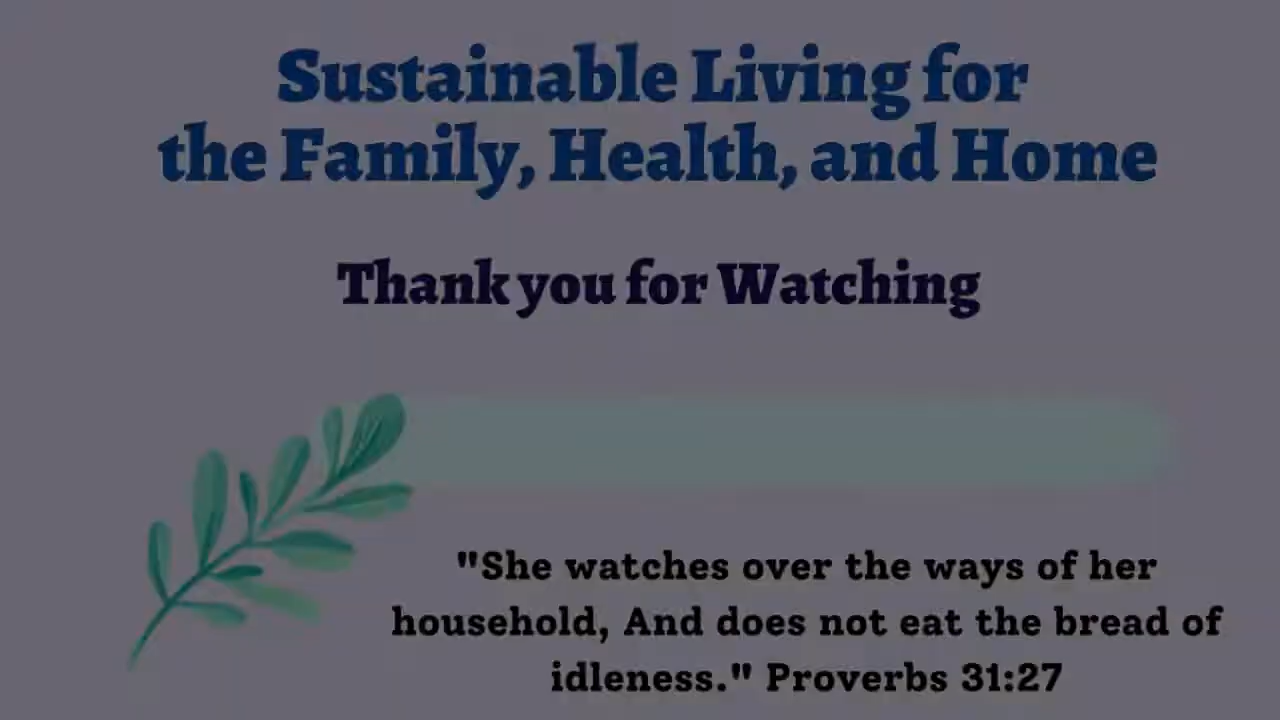 Sustainable Living for
the Family, Health, and Home
Thank you for Watching
"She watches over the ways of her
household, And does not eat the bread of
idleness." Proverbs 31:27